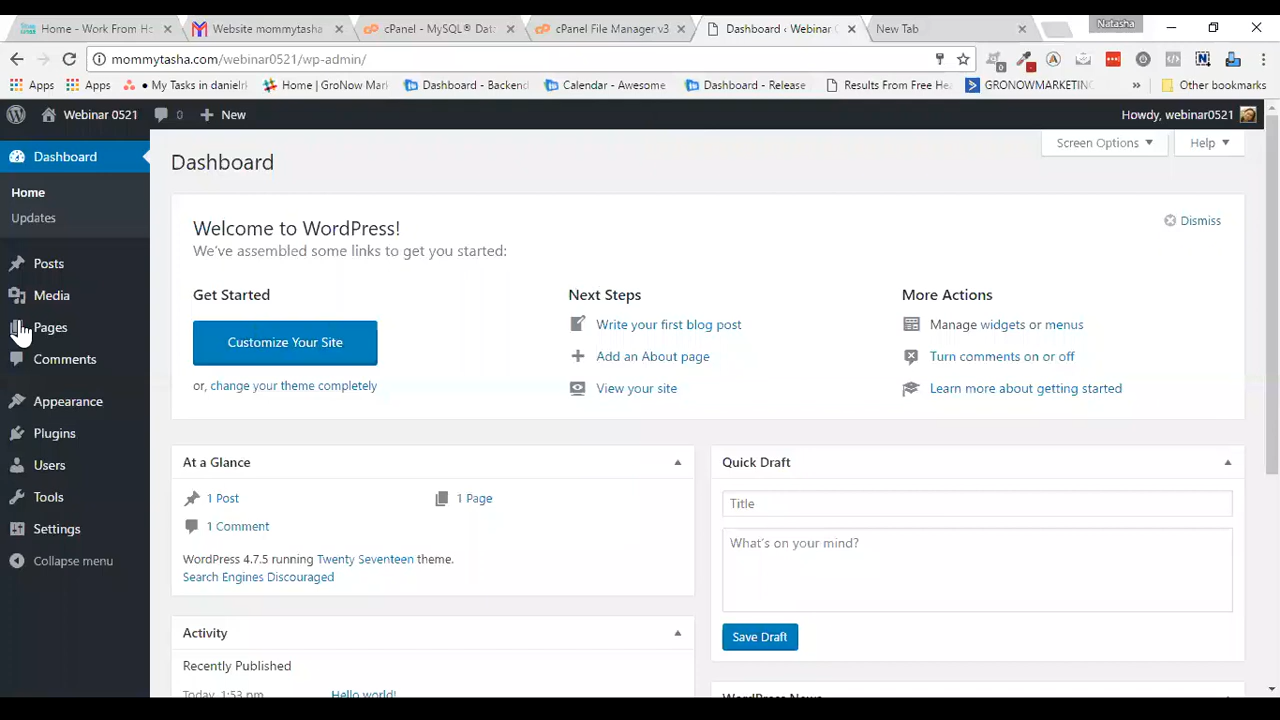 Home - Work From Ho
Website mommytasha
cPanel - MySQL® Data
cPanel File Manager v3
Dashboard ‹ Webinar
New Tab
Natasha
mommytasha.com/webinar0521/wp-admin/
Apps
Apps
My Tasks in danielr
Home | GroNow Mark
Dashboard - Backend
Calendar - Awesome
Dashboard - Release
Results From Free He
GRONOWMARKETING
Other bookmarks
Webinar 0521
0
New
Howdy, webinar0521
Dashboard
Home
Updates
Posts
Media
Pages
Comments
Appearance
Plugins
Users
Tools
Settings
Collapse menu
Dashboard
Screen Options
Help
Welcome to WordPress!
We've assembled some links to get you started:
Dismiss
Get Started
Customize Your Site
or, change your theme completely
Next Steps
Write your first blog post
Add an About page
View your site
More Actions
Manage widgets or menus
Turn comments on or off
Learn more about getting started
At a Glance
1 Post
1 Page
1 Comment
WordPress 4.7.5 running Twenty Seventeen theme.
Search Engines Discouraged
Activity
Recently Published
Today, 1:53 pm
Hello world!
Quick Draft
Title
What's on your mind?
Save Draft
WordPress News